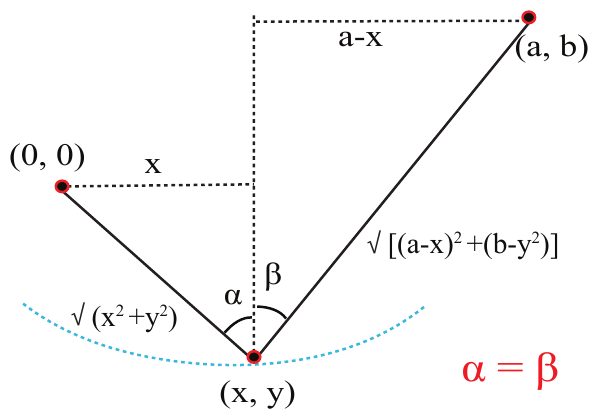 a-x
(a, b)
(0, 0)
x
√ [(a-x)²+(b-y²)]
α
β
√ (x²+y²)
(x, y)
α = β